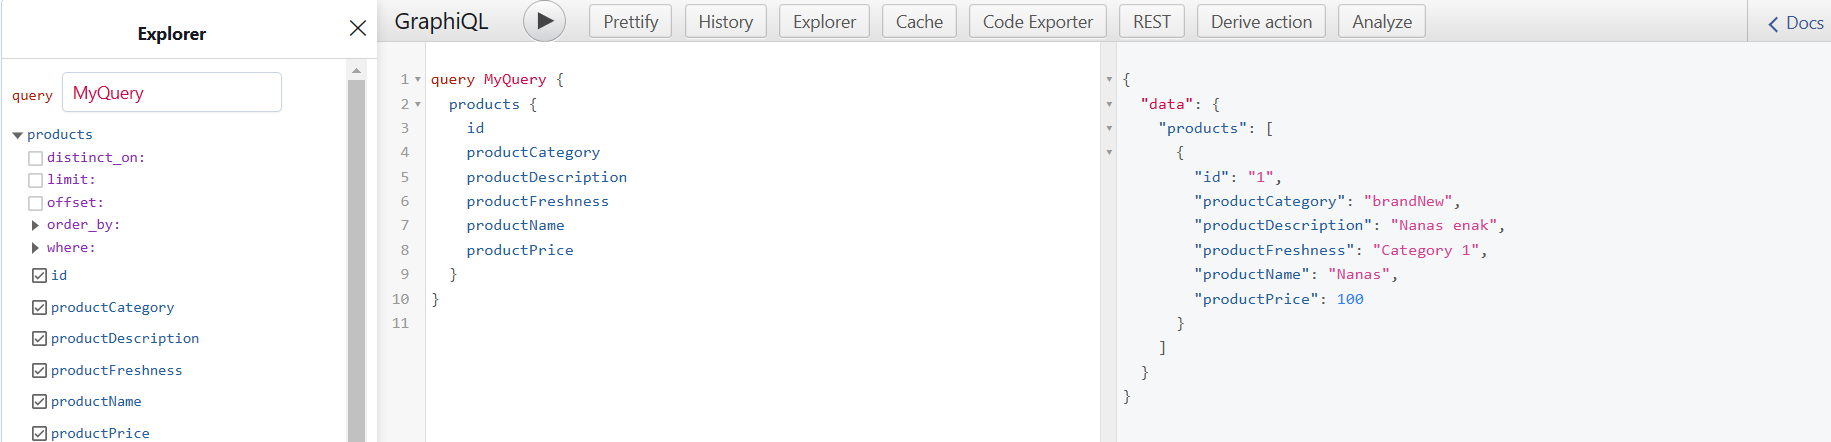 Explorer
query MyQuery
products
distinct_on:
limit:
offset:
order_by:
where:
id
productCategory
productDescription
productFreshness
productName
productPrice
GraphiQL Prettify History Explorer Cache Code Exporter REST Derive action Analyze Docs
1 query MyQuery {
2 products {
3 id
4 productCategory
5 productDescription
6 productFreshness
7 productName
8 productPrice
9 }
10 }
11
{
"data": {
"products": [
{
"id": "1",
"productCategory": "brandNew",
"productDescription": "Nanas enak",
"productFreshness": "Category 1",
"productName": "Nanas",
"productPrice": 100
}
]
}
}